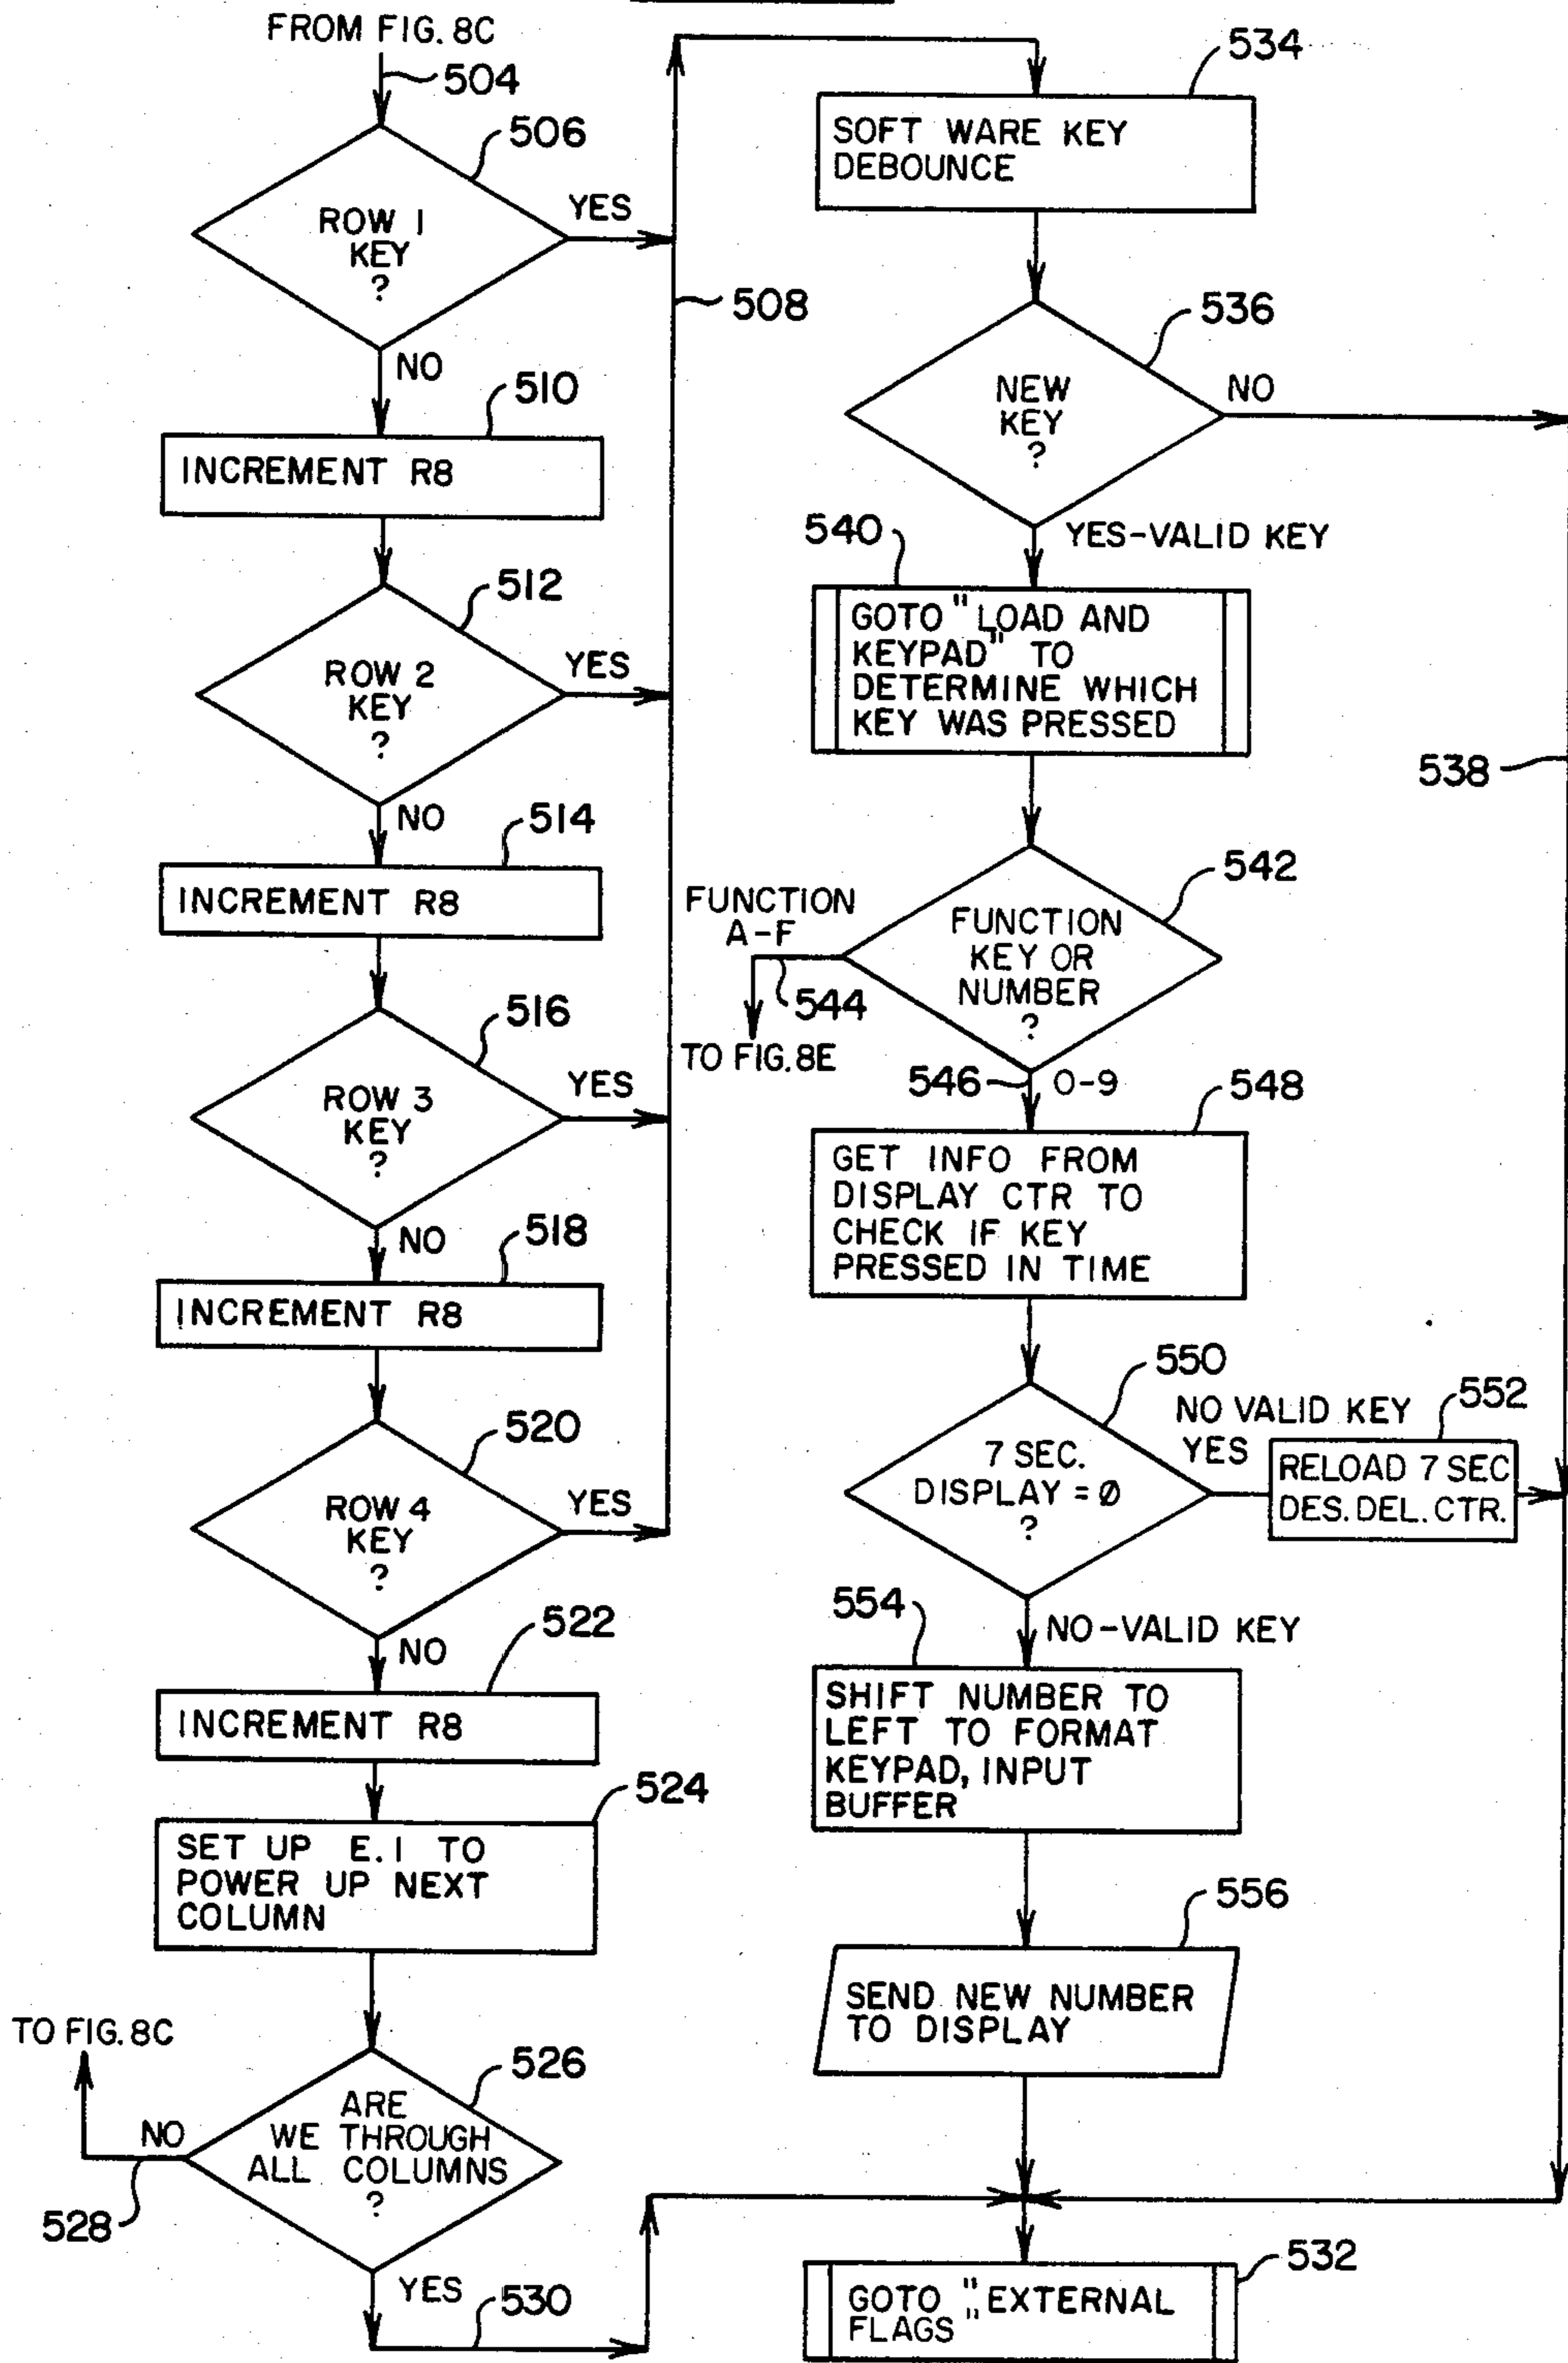 FROM FIG. 8C
504
506
ROW 1
KEY
?
YES
508
NO
510
INCREMENT R8
512
ROW 2
KEY
?
YES
NO
514
INCREMENT R8
516
ROW 3
KEY
?
YES
NO
518
INCREMENT R8
520
ROW 4
KEY
?
YES
NO
522
INCREMENT R8
524
SET UP E.1 TO
POWER UP NEXT
COLUMN
TO FIG. 8C
526
ARE
WE THROUGH
ALL COLUMNS
?
NO
528
YES
530
534
SOFT WARE KEY
DEBOUNCE
536
NEW
KEY
?
NO
538
YES-VALID KEY
540
GOTO "LOAD AND
KEYPAD" TO
DETERMINE WHICH
KEY WAS PRESSED
542
FUNCTION
KEY OR
NUMBER
?
FUNCTION
A-F
544
TO FIG. 8E
546
0-9
548
GET INFO FROM
DISPLAY CTR TO
CHECK IF KEY
PRESSED IN TIME
550
7 SEC.
DISPLAY = Ø
?
NO VALID KEY
YES
552
RELOAD 7 SEC
DES. DEL. CTR.
554
NO-VALID KEY
SHIFT NUMBER TO
LEFT TO FORMAT
KEYPAD, INPUT
BUFFER
556
SEND NEW NUMBER
TO DISPLAY
532
GOTO "EXTERNAL
FLAGS"